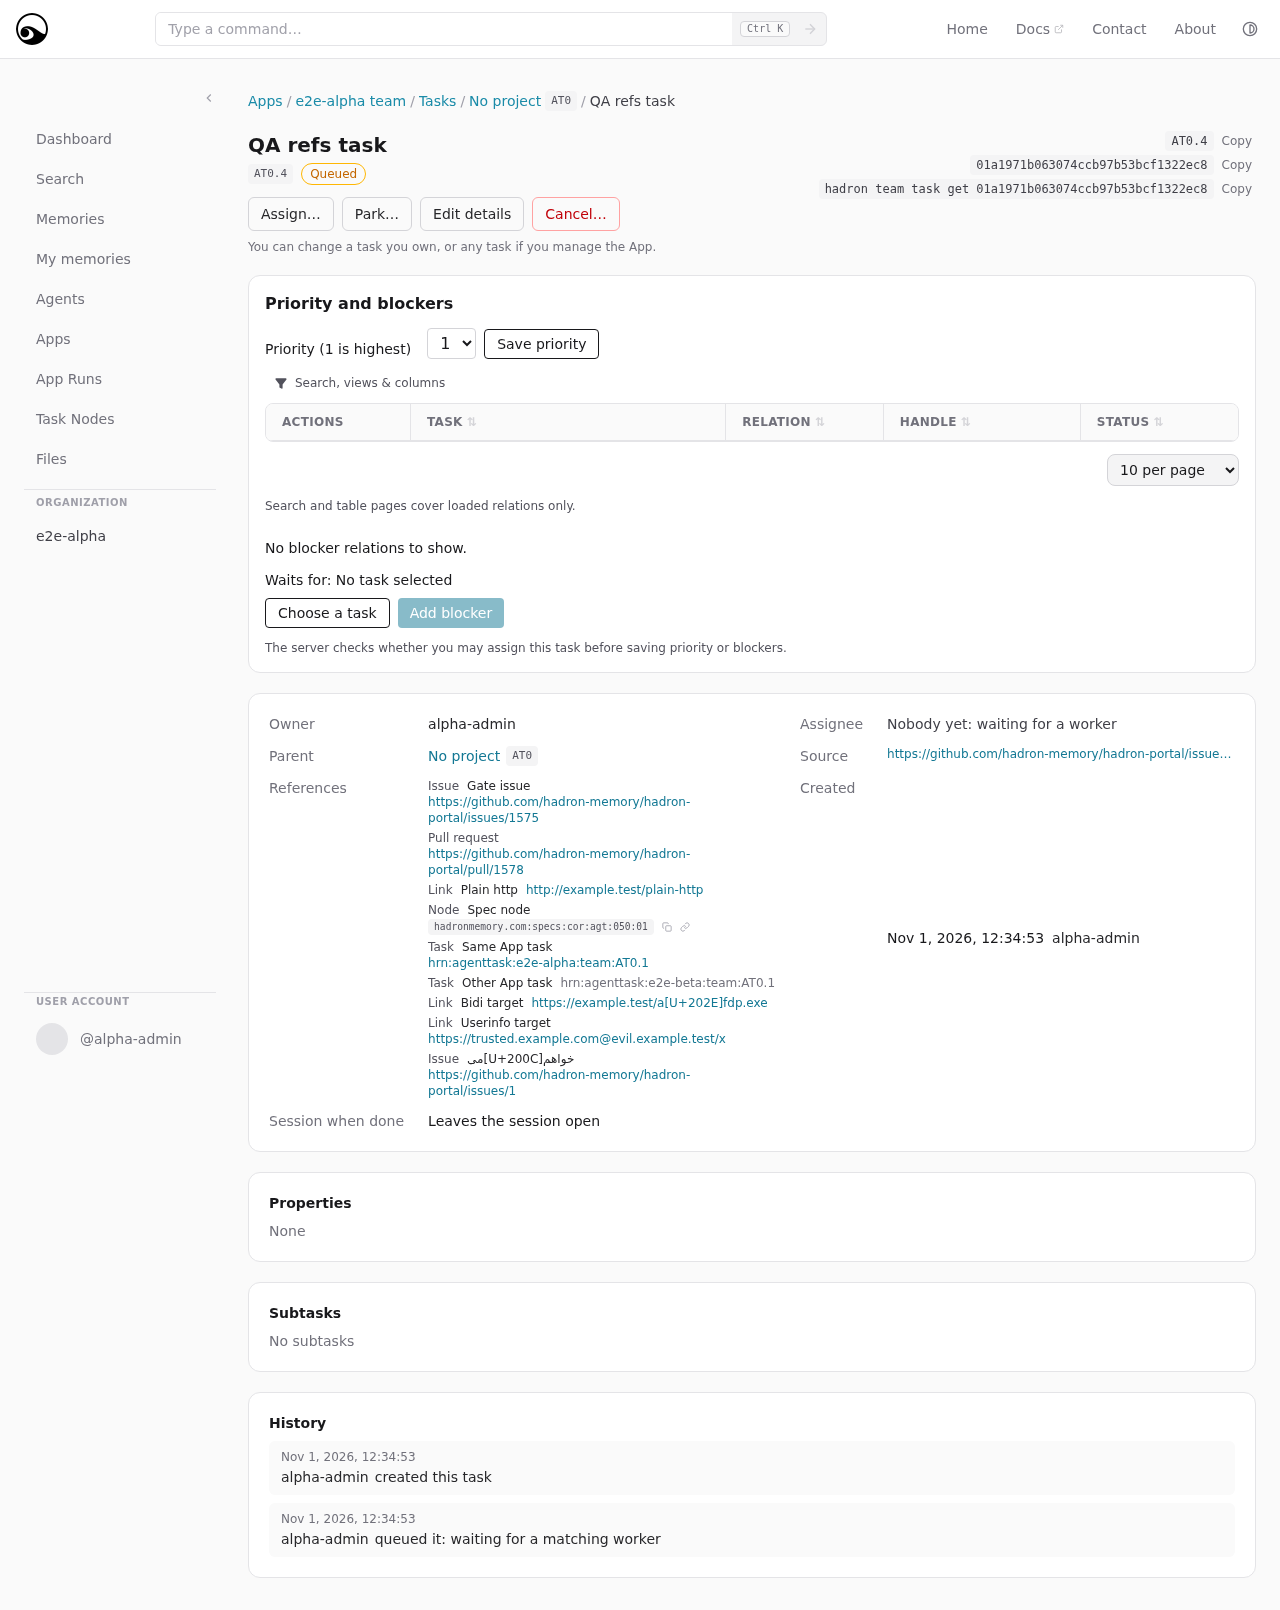 Type a command...
Ctrl K
Home
Docs
Contact
About
Apps / e2e-alpha team / Tasks / No project AT0 / QA refs task
Dashboard
Search
Memories
My memories
Agents
Apps
App Runs
Task Nodes
Files
ORGANIZATION
e2e-alpha
USER ACCOUNT
@alpha-admin
QA refs task
AT0.4 Queued
AT0.4 Copy
01a1971b063074ccb97b53bcf1322ec8 Copy
hadron team task get 01a1971b063074ccb97b53bcf1322ec8 Copy
Assign… Park… Edit details Cancel…
You can change a task you own, or any task if you manage the App.
Priority and blockers
Priority (1 is highest) 1 Save priority
Search, views & columns
ACTIONS TASK RELATION HANDLE STATUS
10 per page
Search and table pages cover loaded relations only.
No blocker relations to show.
Waits for: No task selected
Choose a task Add blocker
The server checks whether you may assign this task before saving priority or blockers.
Owner alpha-admin
Assignee Nobody yet: waiting for a worker
Parent No project AT0
Source https://github.com/hadron-memory/hadron-portal/issue…
References
Issue Gate issue
https://github.com/hadron-memory/hadron-
portal/issues/1575
Pull request
https://github.com/hadron-memory/hadron-
portal/pull/1578
Link Plain http http://example.test/plain-http
Node Spec node
hadronmemory.com:specs:cor:agt:050:01
Task Same App task
hrn:agenttask:e2e-alpha:team:AT0.1
Task Other App task hrn:agenttask:e2e-beta:team:AT0.1
Link Bidi target https://example.test/a[U+202E]fdp.exe
Link Userinfo target
https://trusted.example.com@evil.example.test/x
Issue می[U+200C]خواهم
https://github.com/hadron-memory/hadron-
portal/issues/1
Created Nov 1, 2026, 12:34:53 alpha-admin
Session when done Leaves the session open
Properties
None
Subtasks
No subtasks
History
Nov 1, 2026, 12:34:53
alpha-admin created this task
Nov 1, 2026, 12:34:53
alpha-admin queued it: waiting for a matching worker